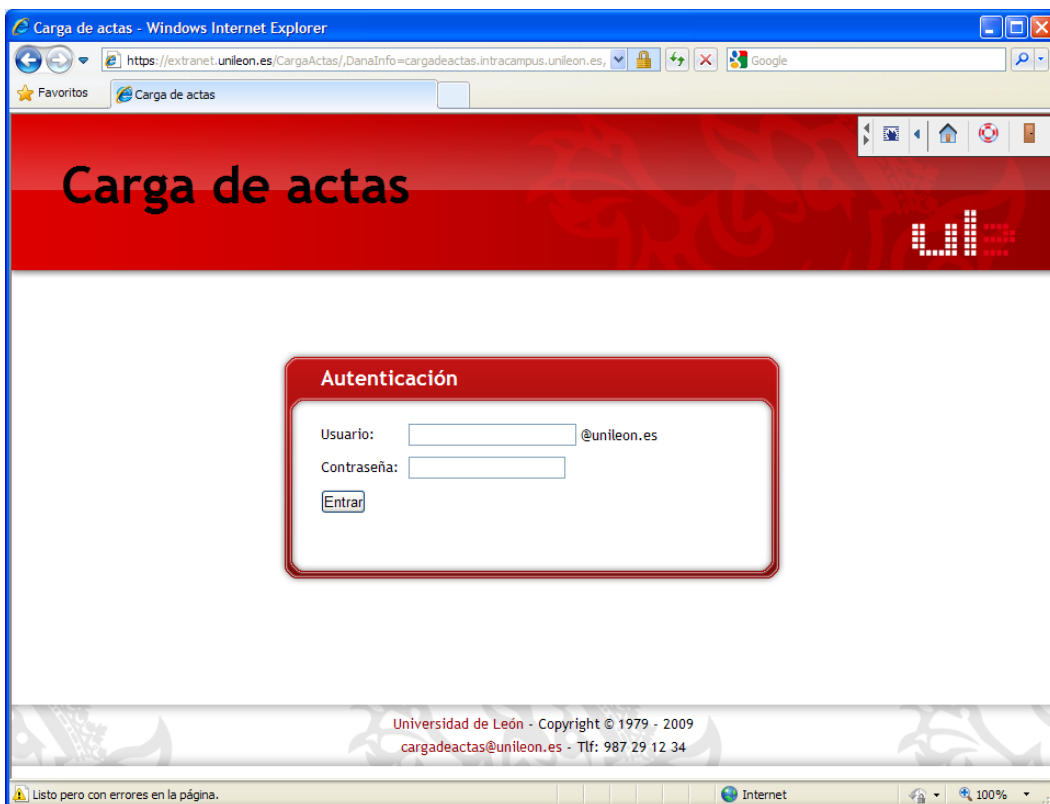 Carga de actas - Windows Internet Explorer
https://extranet.unileon.es/CargaActas/,DanaInfo=cargadeactas.intracampus.unileon.es,
Google
Favoritos
Carga de actas
Carga de actas
ule
Autenticación
Usuario:
@unileon.es
Contraseña:
Entrar
Universidad de León - Copyright © 1979 - 2009
cargadeactas@unileon.es - Tlf: 987 29 12 34
Listo pero con errores en la página.
Internet
100%